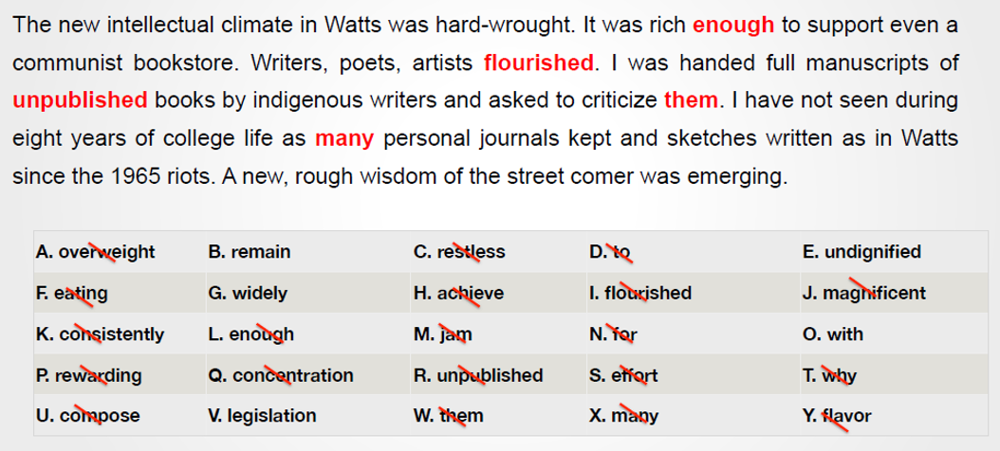 The new intellectual climate in Watts was hard-wrought. It was rich enough to support even a
communist bookstore. Writers, poets, artists flourished. I was handed full manuscripts of
unpublished books by indigenous writers and asked to criticize them. I have not seen during
eight years of college life as many personal journals kept and sketches written as in Watts
since the 1965 riots. A new, rough wisdom of the street comer was emerging.
A. overweight B. remain C. restless D. to E. undignified
F. eating G. widely H. achieve I. flourished J. magnificent
K. consistently L. enough M. jam N. for O. with
P. rewarding Q. concentration R. unpublished S. effort T. why
U. compose V. legislation W. them X. many Y. flavor